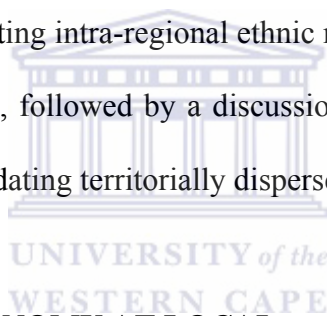 ting intra-regional ethnic
, followed by a discussio
dating territorially disperse
UNIVERSITY of the
WESTERN CAPE